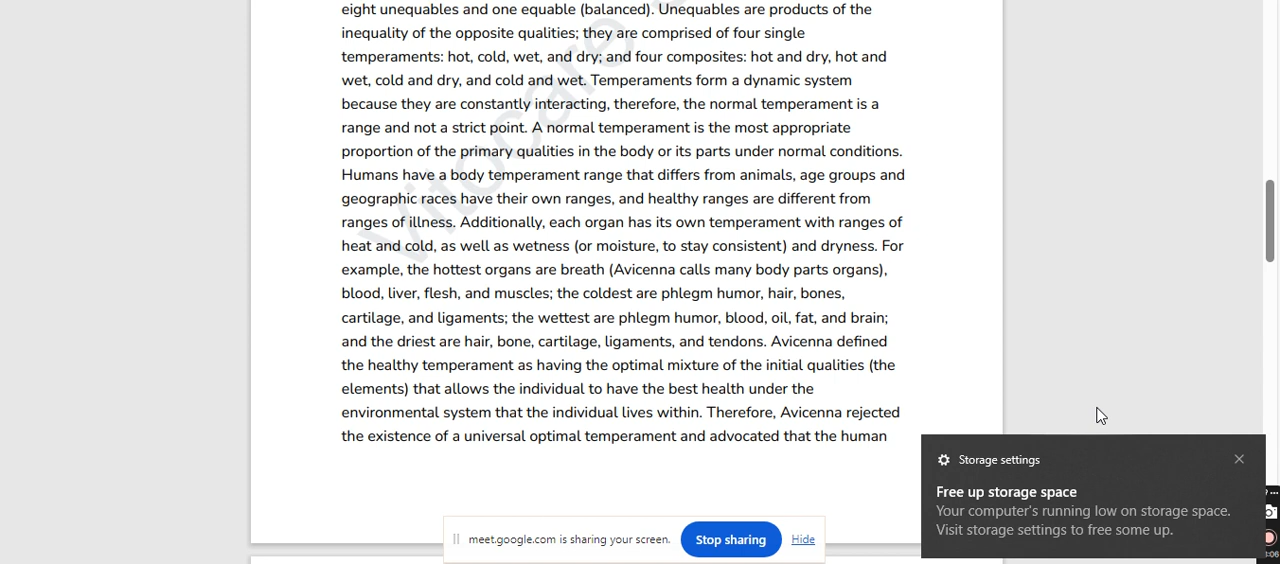 eight unequables and one equable (balanced). Unequables are products of the
inequality of the opposite qualities; they are comprised of four single
temperaments: hot, cold, wet, and dry; and four composites: hot and dry, hot and
wet, cold and dry, and cold and wet. Temperaments form a dynamic system
because they are constantly interacting, therefore, the normal temperament is a
range and not a strict point. A normal temperament is the most appropriate
proportion of the primary qualities in the body or its parts under normal conditions.
Humans have a body temperament range that differs from animals, age groups and
geographic races have their own ranges, and healthy ranges are different from
ranges of illness. Additionally, each organ has its own temperament with ranges of
heat and cold, as well as wetness (or moisture, to stay consistent) and dryness. For
example, the hottest organs are breath (Avicenna calls many body parts organs),
blood, liver, flesh, and muscles; the coldest are phlegm humor, hair, bones,
cartilage, and ligaments; the wettest are phlegm humor, blood, oil, fat, and brain;
and the driest are hair, bone, cartilage, ligaments, and tendons. Avicenna defined
the healthy temperament as having the optimal mixture of the initial qualities (the
elements) that allows the individual to have the best health under the
environmental system that the individual lives within. Therefore, Avicenna rejected
the existence of a universal optimal temperament and advocated that the human
Vitocare
Storage settings
Free up storage space
Your computer's running low on storage space.
Visit storage settings to free some up.
meet.google.com is sharing your screen.
Stop sharing
Hide